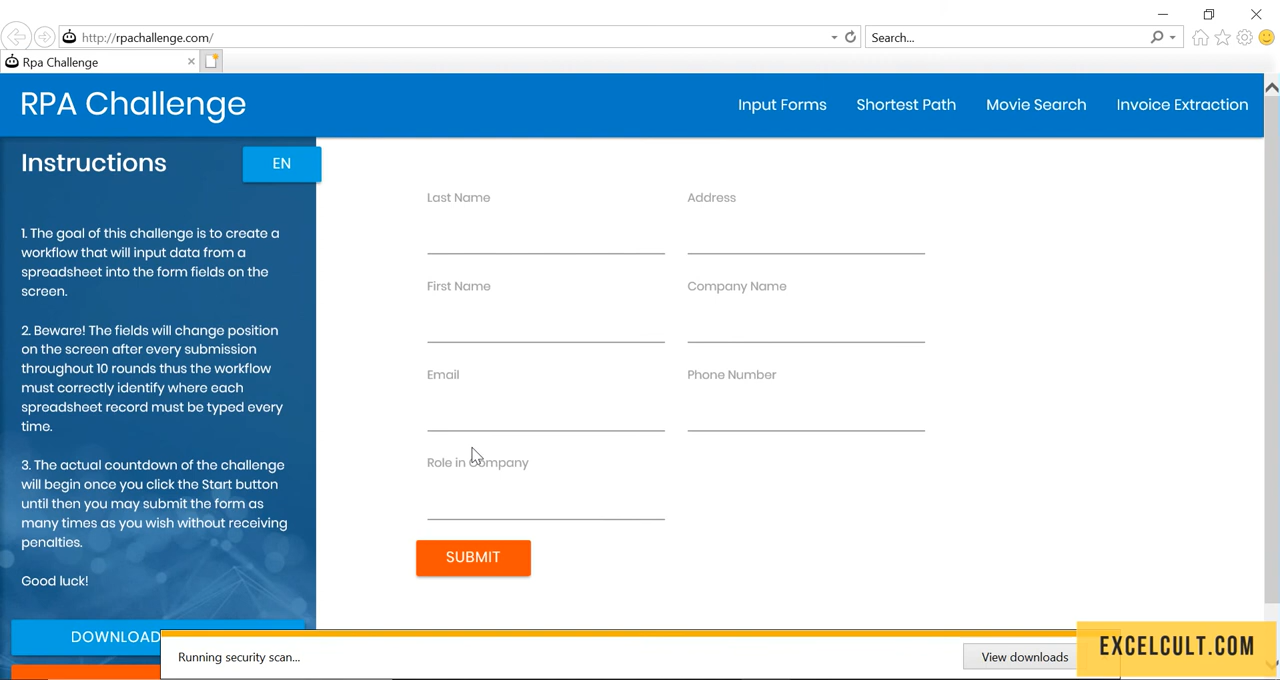 http://rpachallenge.com/
Search...
Rpa Challenge
RPA Challenge
Input Forms
Shortest Path
Movie Search
Invoice Extraction
Instructions
EN
1. The goal of this challenge is to create a
workflow that will input data from a
spreadsheet into the form fields on the
screen.
2. Beware! The fields will change position
on the screen after every submission
throughout 10 rounds thus the workflow
must correctly identify where each
spreadsheet record must be typed every
time.
3. The actual countdown of the challenge
will begin once you click the Start button
until then you may submit the form as
many times as you wish without receiving
penalties.
Good luck!
DOWNLOAD
Last Name
Address
First Name
Company Name
Email
Phone Number
Role in Company
SUBMIT
Running security scan...
View downloads
EXCELCULT.COM